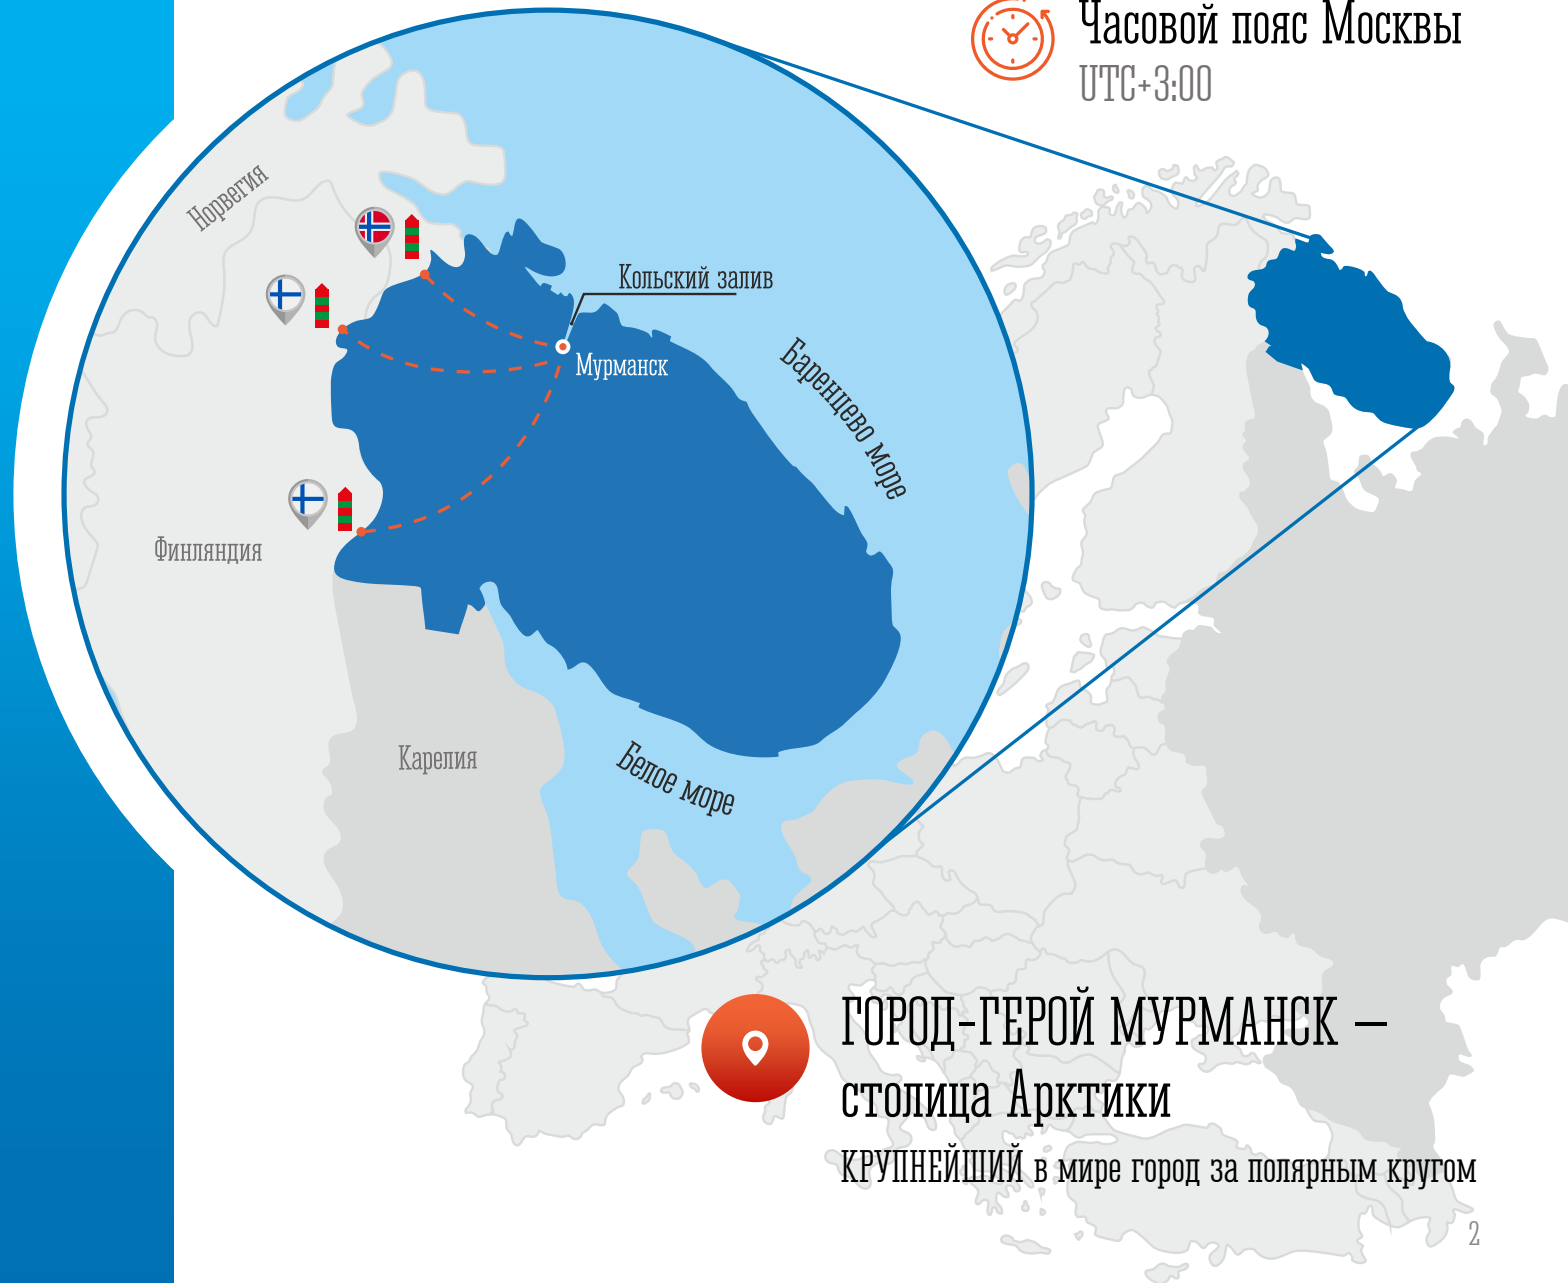 Часовой пояс Москвы
UTC+3:00
Норвегия
Кольский залив
Мурманск
Баренцево море
Финляндия
Карелия
Белое море
ГОРОД-ГЕРОЙ МУРМАНСК –
столица Арктики
КРУПНЕЙШИЙ в мире город за полярным кругом
2